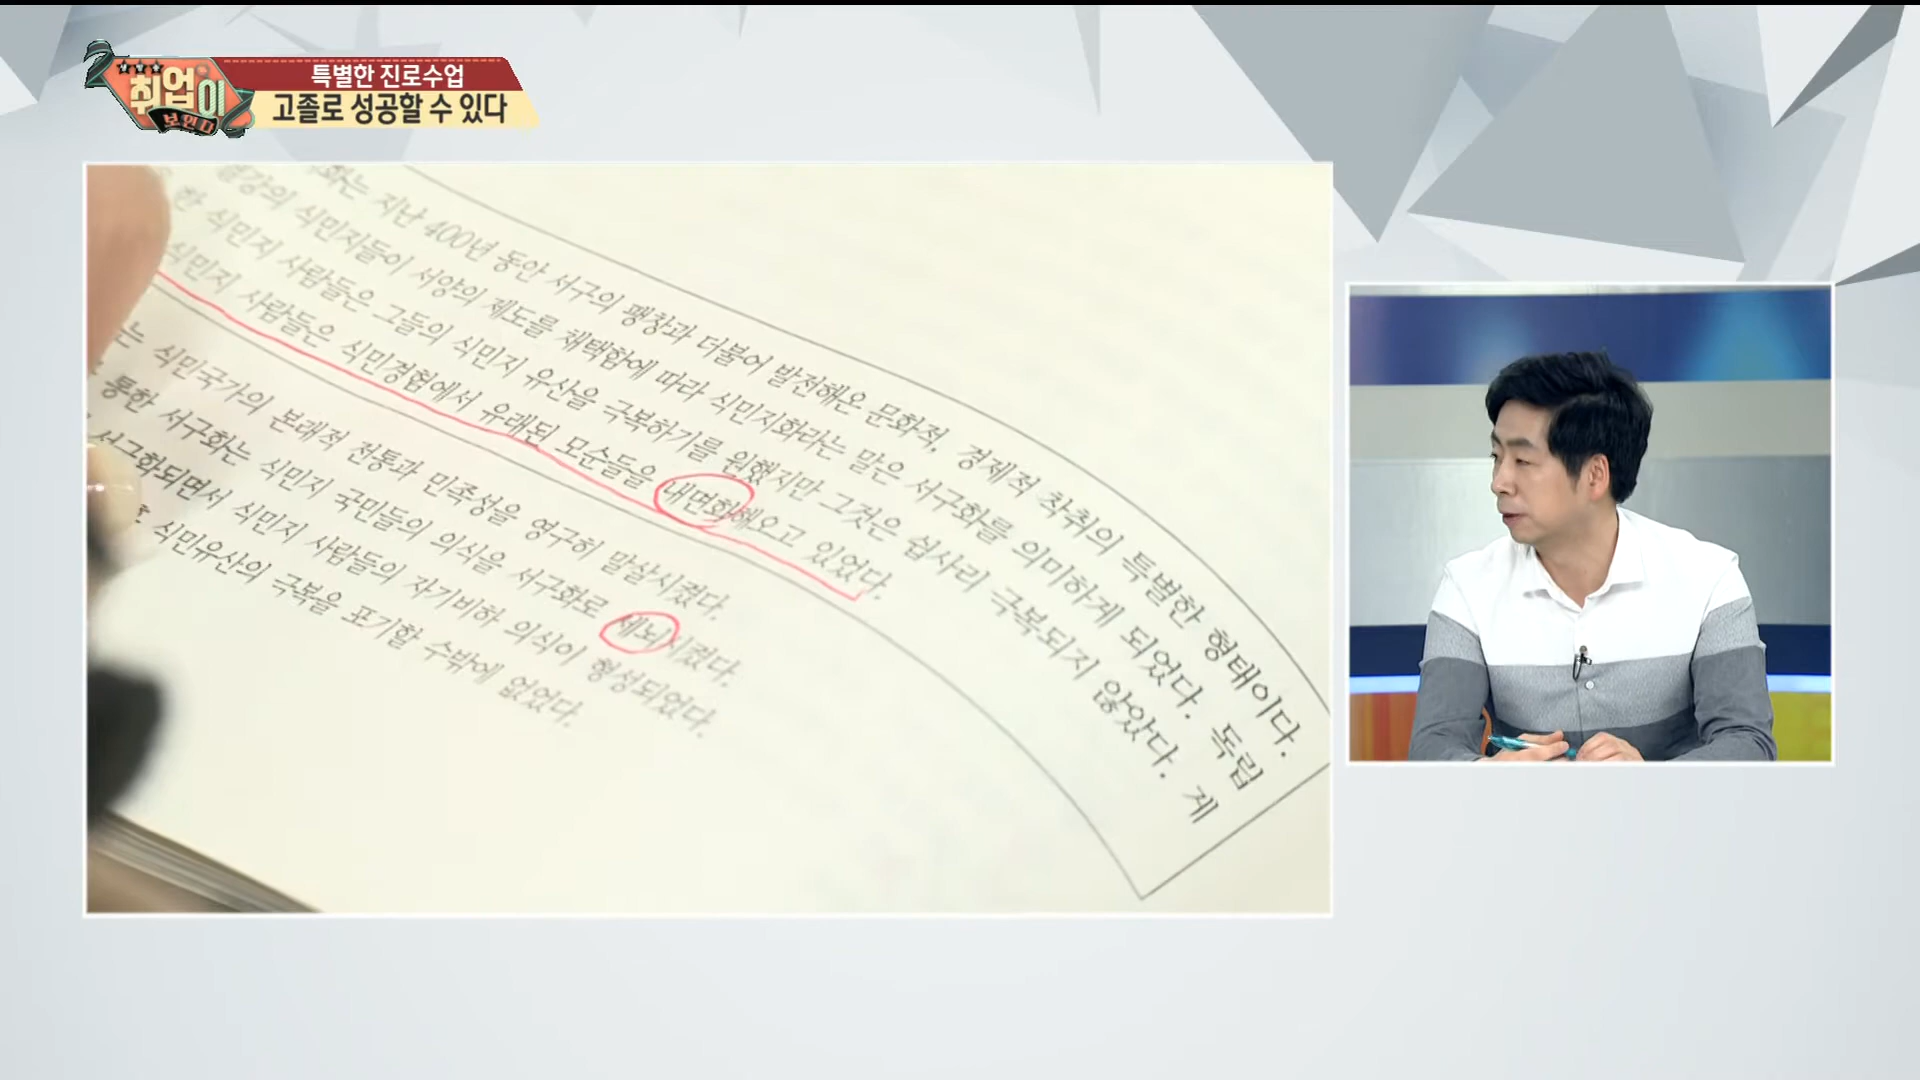 취업이
보인다
특별한 진로수업
고졸로 성공할 수 있다
화는 지난 400년 동안 서구의 팽창과 더불어 발전해온 문화적, 경제적 착취의 특별한 형태이다.
열강의 식민지들이 서양의 제도를 채택함에 따라 식민지화라는 말은 서구화를 의미하게 되었다. 독립
한 식민지 사람들은 그들의 식민지 유산을 극복하기를 원했지만 그것은 쉽사리 극복되지 않았다. 게
식민지 사람들은 식민경험에서 유래된 모순들을 내면화해오고 있었다.
는 식민국가의 본래적 전통과 민족성을 영구히 말살시켰다.
통한 서구화는 식민지 국민들의 의식을 서구화로 세뇌시켰다.
서구화되면서 식민지 사람들의 자기비하 의식이 형성되었다.
식민유산의 극복을 포기할 수밖에 없었다.